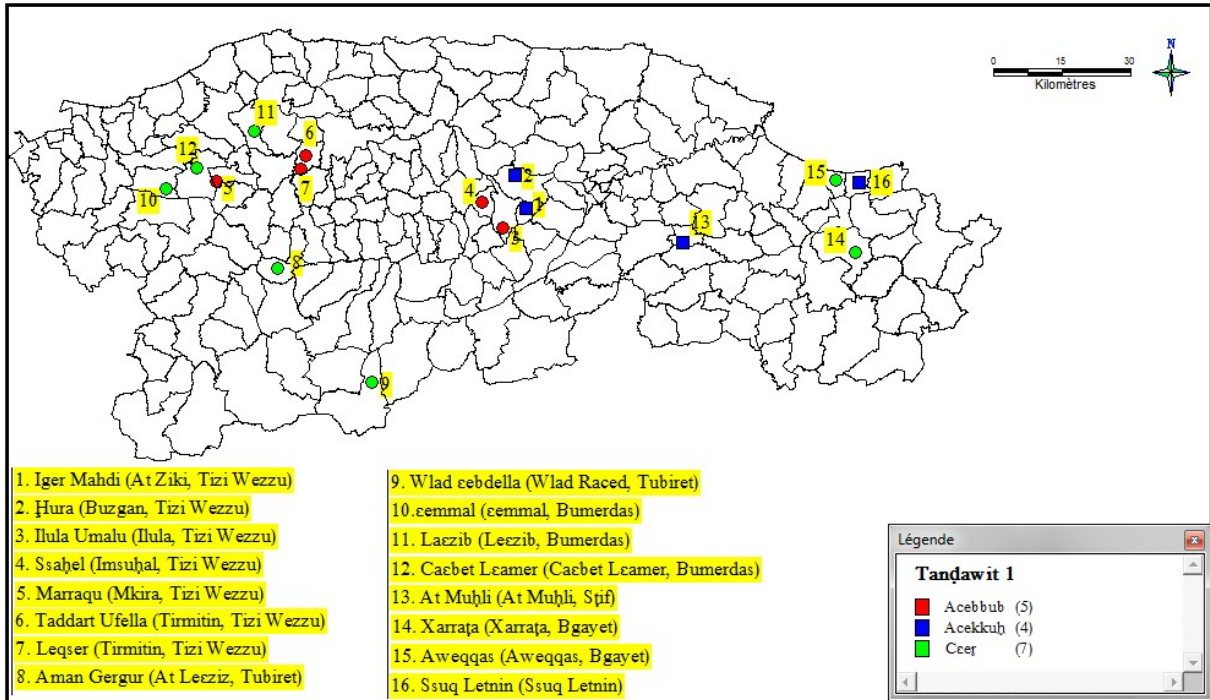 N
0 15 30
Kilomètres
11
6
12
7
5
10
2
4
1
3
15
16
13
14
8
9
1. Iger Mahdi (At Ziki, Tizi Wezzu)
2. Ḥura (Buzgan, Tizi Wezzu)
3. Ilula Umalu (Ilula, Tizi Wezzu)
4. Ssaḥel (Imsuḥal, Tizi Wezzu)
5. Marraqu (Mkira, Tizi Wezzu)
6. Taddart Ufella (Tirmitin, Tizi Wezzu)
7. Leqser (Tirmitin, Tizi Wezzu)
8. Aman Gergur (At Leɛziz, Tubiret)
9. Wlad ɛebdella (Wlad Raced, Tubiret)
10.ɛemmal (ɛemmal, Bumerdas)
11. Laɛzib (Leɛzib, Bumerdas)
12. Caɛbet Lɛamer (Caɛbet Lɛamer, Bumerdas)
13. At Muḥli (At Muḥli, Sṭif)
14. Xarraṭa (Xarraṭa, Bgayet)
15. Aweqqas (Aweqqas, Bgayet)
16. Ssuq Letnin (Ssuq Letnin)
Légende
Tanḍawit 1
Acebbub (5)
Acekkuḥ (4)
Cɛeṛ (7)